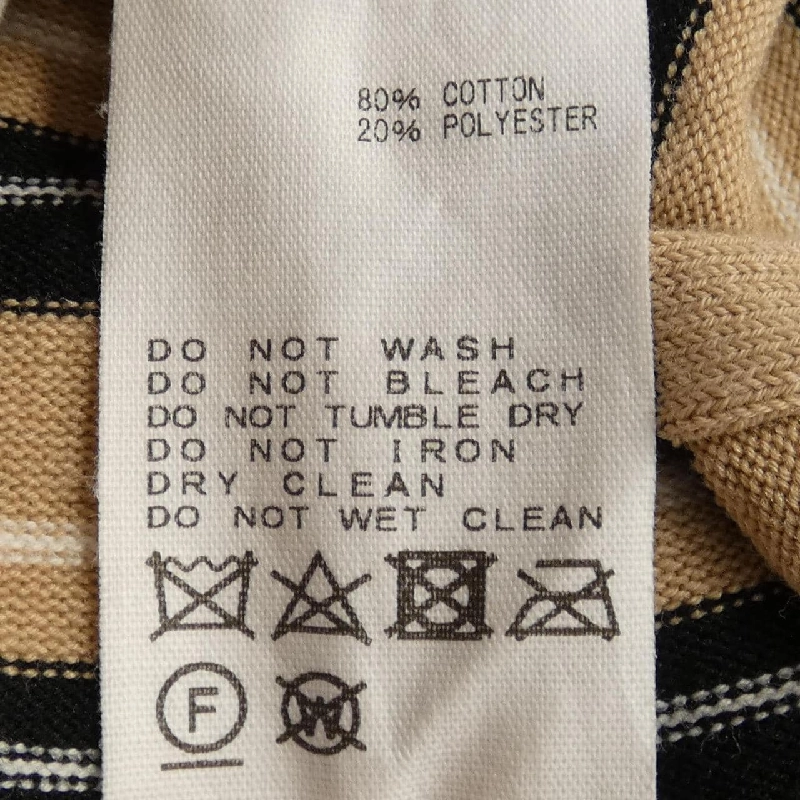 80% COTTON
20% POLYESTER
DO NOT WASH
DO NOT BLEACH
DO NOT TUMBLE DRY
DO NOT IRON
DRY CLEAN
DO NOT WET CLEAN
F W